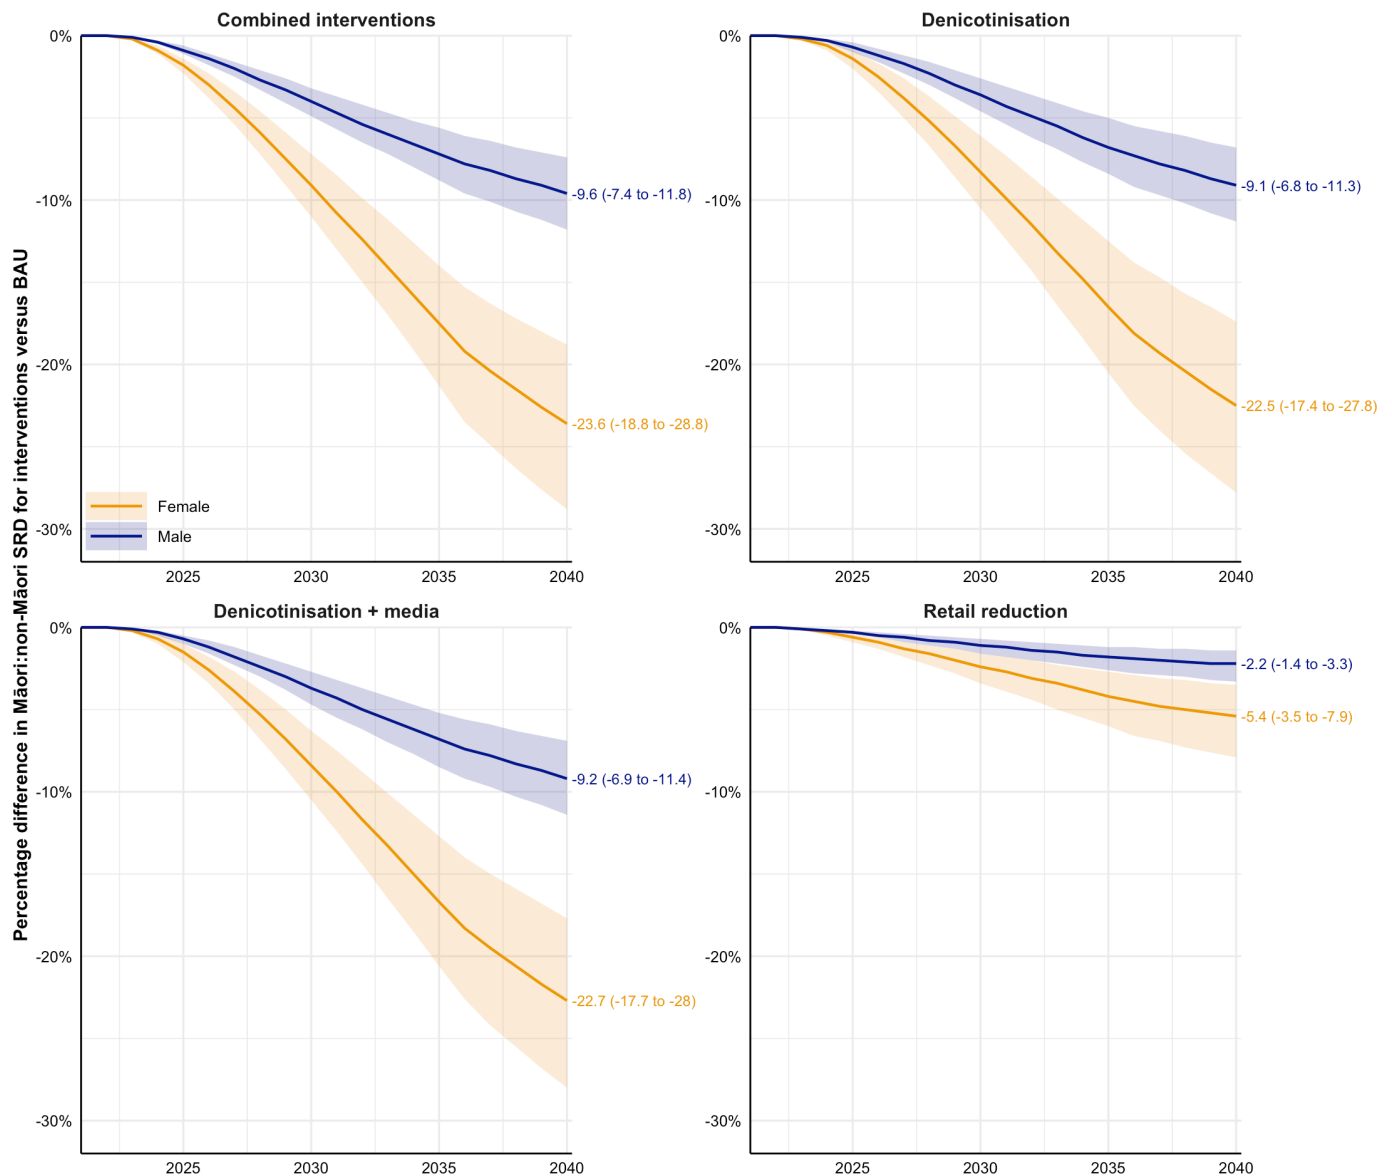 Percentage difference in Māori:non-Māori SRD for interventions versus BAU
Combined interventions
0%
-10%
-20%
-30%
-9.6 (-7.4 to -11.8)
-23.6 (-18.8 to -28.8)
Female
Male
2025 2030 2035 2040
Denicotinisation
0%
-10%
-20%
-30%
-9.1 (-6.8 to -11.3)
-22.5 (-17.4 to -27.8)
2025 2030 2035 2040
Denicotinisation + media
0%
-10%
-20%
-30%
-9.2 (-6.9 to -11.4)
-22.7 (-17.7 to -28)
2025 2030 2035 2040
Retail reduction
0%
-10%
-20%
-30%
-2.2 (-1.4 to -3.3)
-5.4 (-3.5 to -7.9)
2025 2030 2035 2040